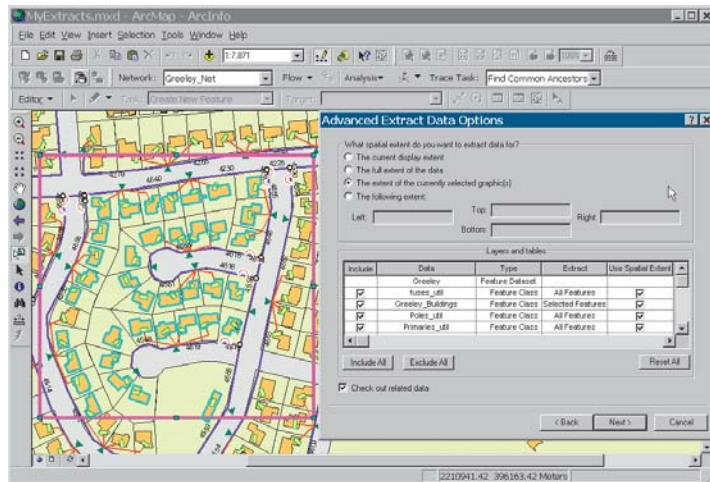 MyExtracts.mxd - ArcMap - ArcInfo
File Edit View Insert Selection Tools Window Help
1:7,871
100%
Network: Greeley_Net Flow Analysis Trace Task: Find Common Ancestors
Editor Task: Create New Feature Target:
Advanced Extract Data Options
What spatial extent do you want to extract data for?
The current display extent
The full extent of the data
The extent of the currently selected graphic(s)
The following extent:
Top:
Left: Right:
Bottom:
Layers and tables
Include Data Type Extract Use Spatial Extent
Greeley Feature Dataset
fuses_util Feature Class All Features
Greeley_Buildings Feature Class Selected Features
Poles_util Feature Class All Features
Primaries_util Feature Class All Features
Include All Exclude All Reset All
Check out related data
< Back Next > Cancel
4640
4230
2210941.42 396163.42 Meters